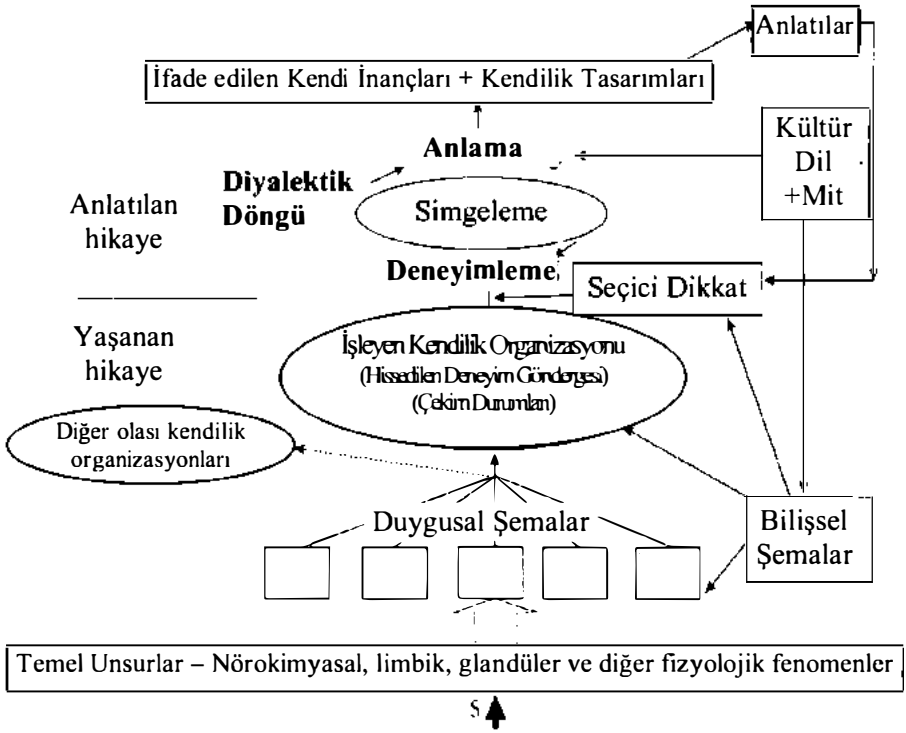 Anlatılar
İfade edilen Kendi İnançları + Kendilik Tasarımları
Kültür
Dil
+Mit
Anlama
Diyalektik
Döngü
Simgeleme
Anlatılan
hikaye
Deneyimleme
Seçici Dikkat
Yaşanan
hikaye
İşleyen Kendilik Organizasyonu
(Hissedilen Deneyim Göndergesi)
(Çekim Durumları)
Diğer olası kendilik
organizasyonları
Duygusal Şemalar
Bilişsel
Şemalar
Temel Unsurlar – Nörokimyasal, limbik, glandüler ve diğer fizyolojik fenomenler
S